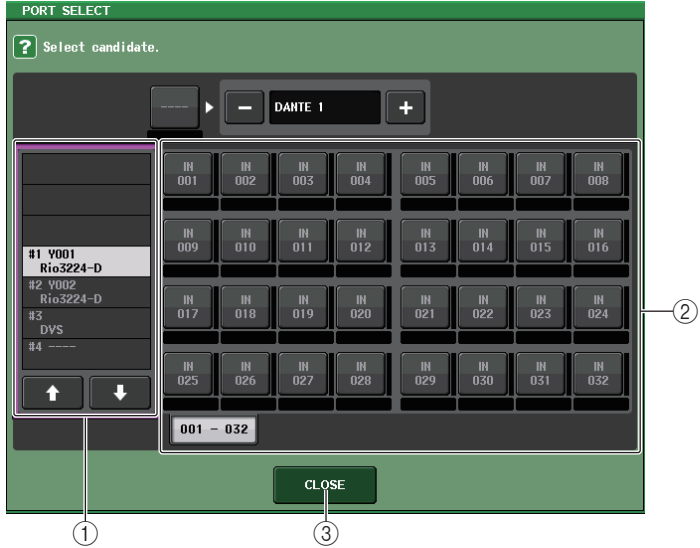 PORT SELECT
? Select candidate.
---- − DANTE 1 +
IN 001 IN 002 IN 003 IN 004 IN 005 IN 006 IN 007 IN 008
IN 009 IN 010 IN 011 IN 012 IN 013 IN 014 IN 015 IN 016
#1 Y001
Rio3224-D
#2 Y002
Rio3224-D
#3
DVS
#4 ----
IN 017 IN 018 IN 019 IN 020 IN 021 IN 022 IN 023 IN 024
IN 025 IN 026 IN 027 IN 028 IN 029 IN 030 IN 031 IN 032
001 - 032
CLOSE
①
②
③